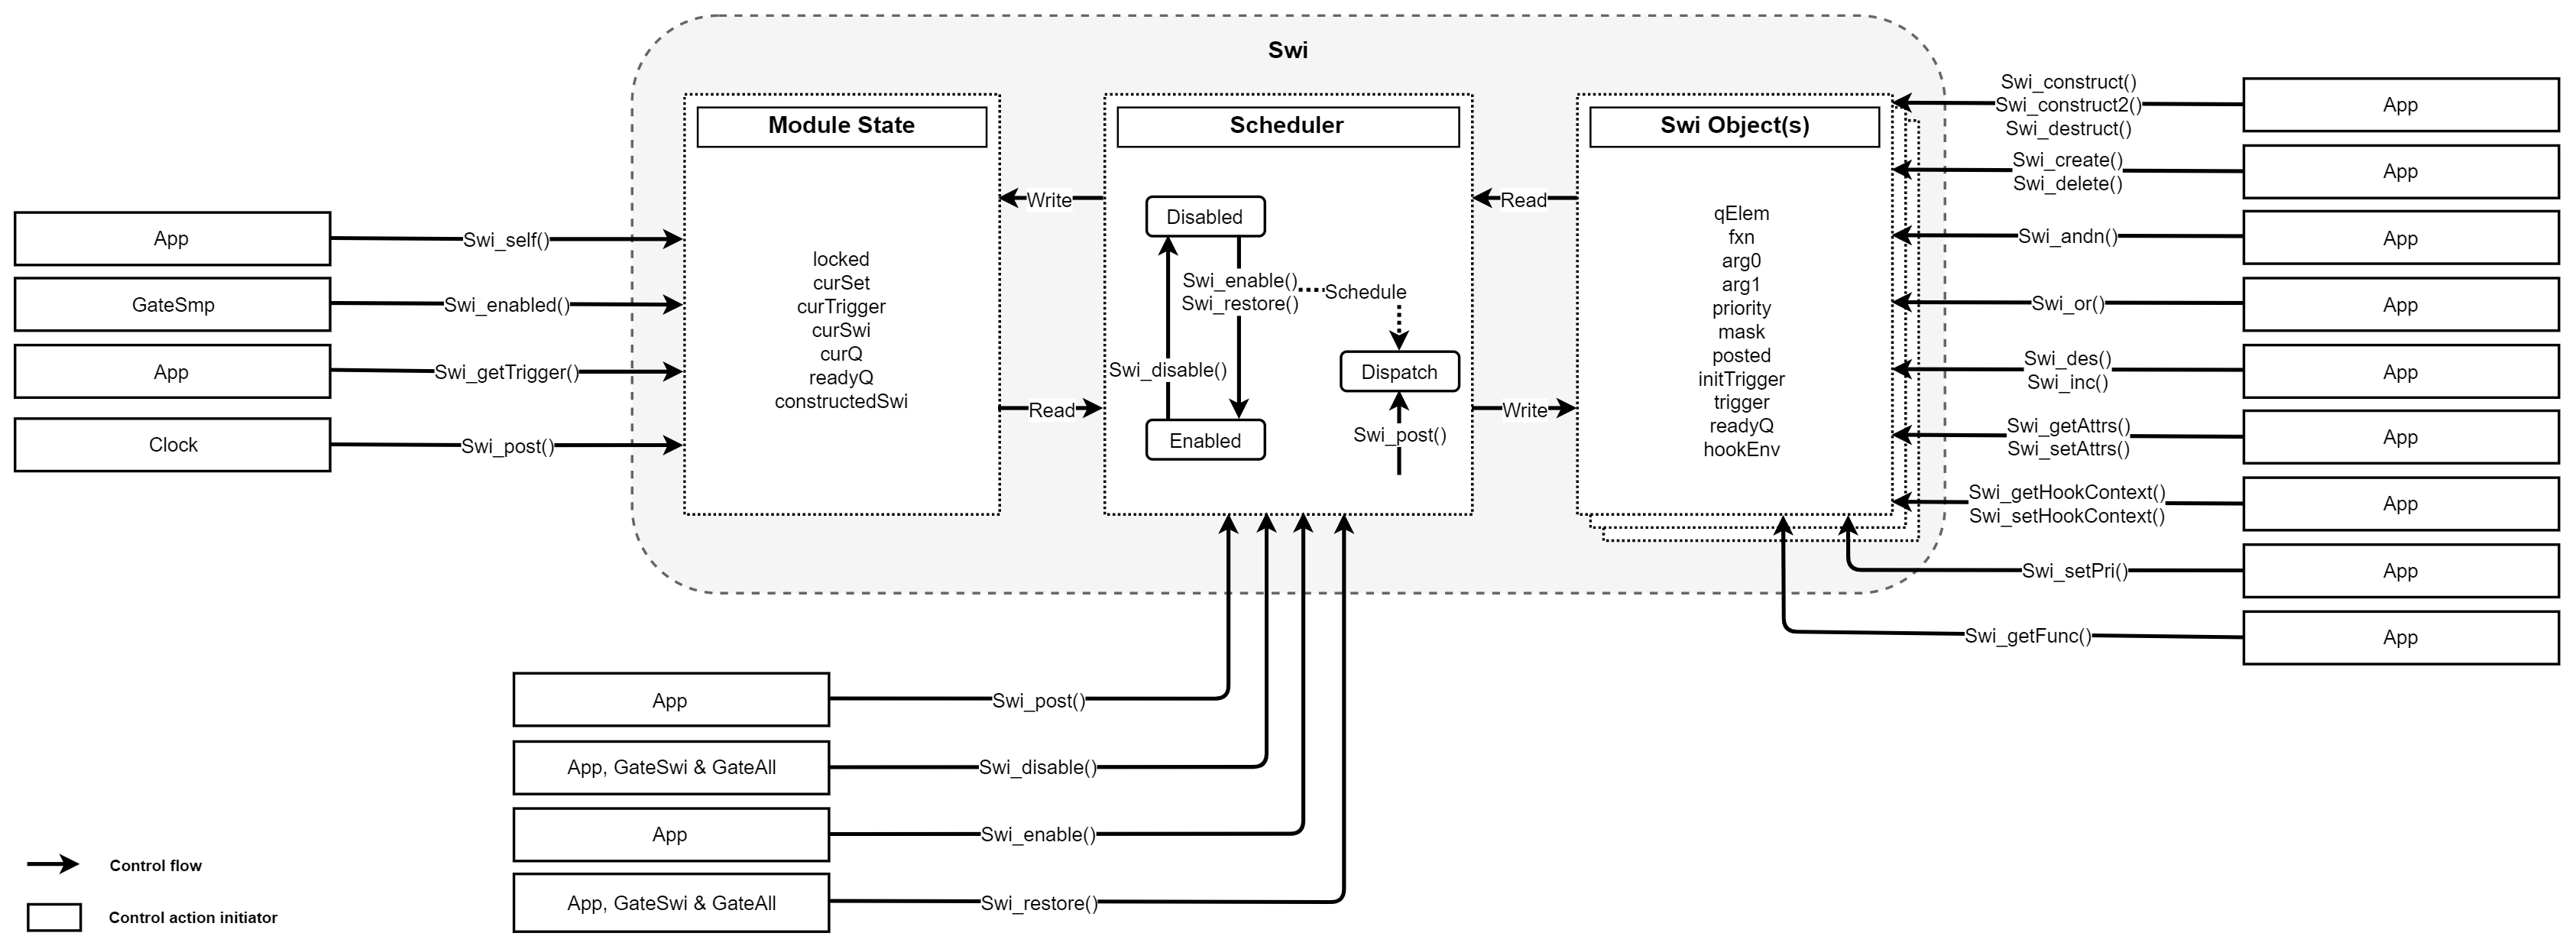 Swi
Module State
locked
curSet
curTrigger
curSwi
curQ
readyQ
constructedSwi
Scheduler
Write
Read
Disabled
Swi_enable()
Swi_restore()
Schedule
Swi_disable()
Dispatch
Enabled
Swi_post()
Swi Object(s)
Read
Write
qElem
fxn
arg0
arg1
priority
mask
posted
initTrigger
trigger
readyQ
hookEnv
App
Swi_self()
GateSmp
Swi_enabled()
App
Swi_getTrigger()
Clock
Swi_post()
Swi_construct()
Swi_construct2()
Swi_destruct()
App
Swi_create()
Swi_delete()
App
Swi_andn()
App
Swi_or()
App
Swi_des()
Swi_inc()
App
Swi_getAttrs()
Swi_setAttrs()
App
Swi_getHookContext()
Swi_setHookContext()
App
Swi_setPri()
App
Swi_getFunc()
App
App
Swi_post()
App, GateSwi & GateAll
Swi_disable()
App
Swi_enable()
App, GateSwi & GateAll
Swi_restore()
Control flow
Control action initiator